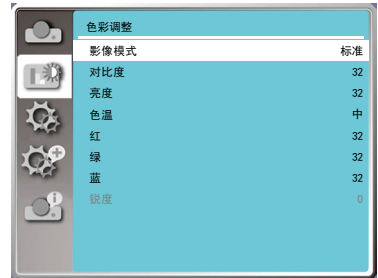 色彩调整
影像模式 标准
对比度 32
亮度 32
色温 中
红 32
绿 32
蓝 32
锐度 0